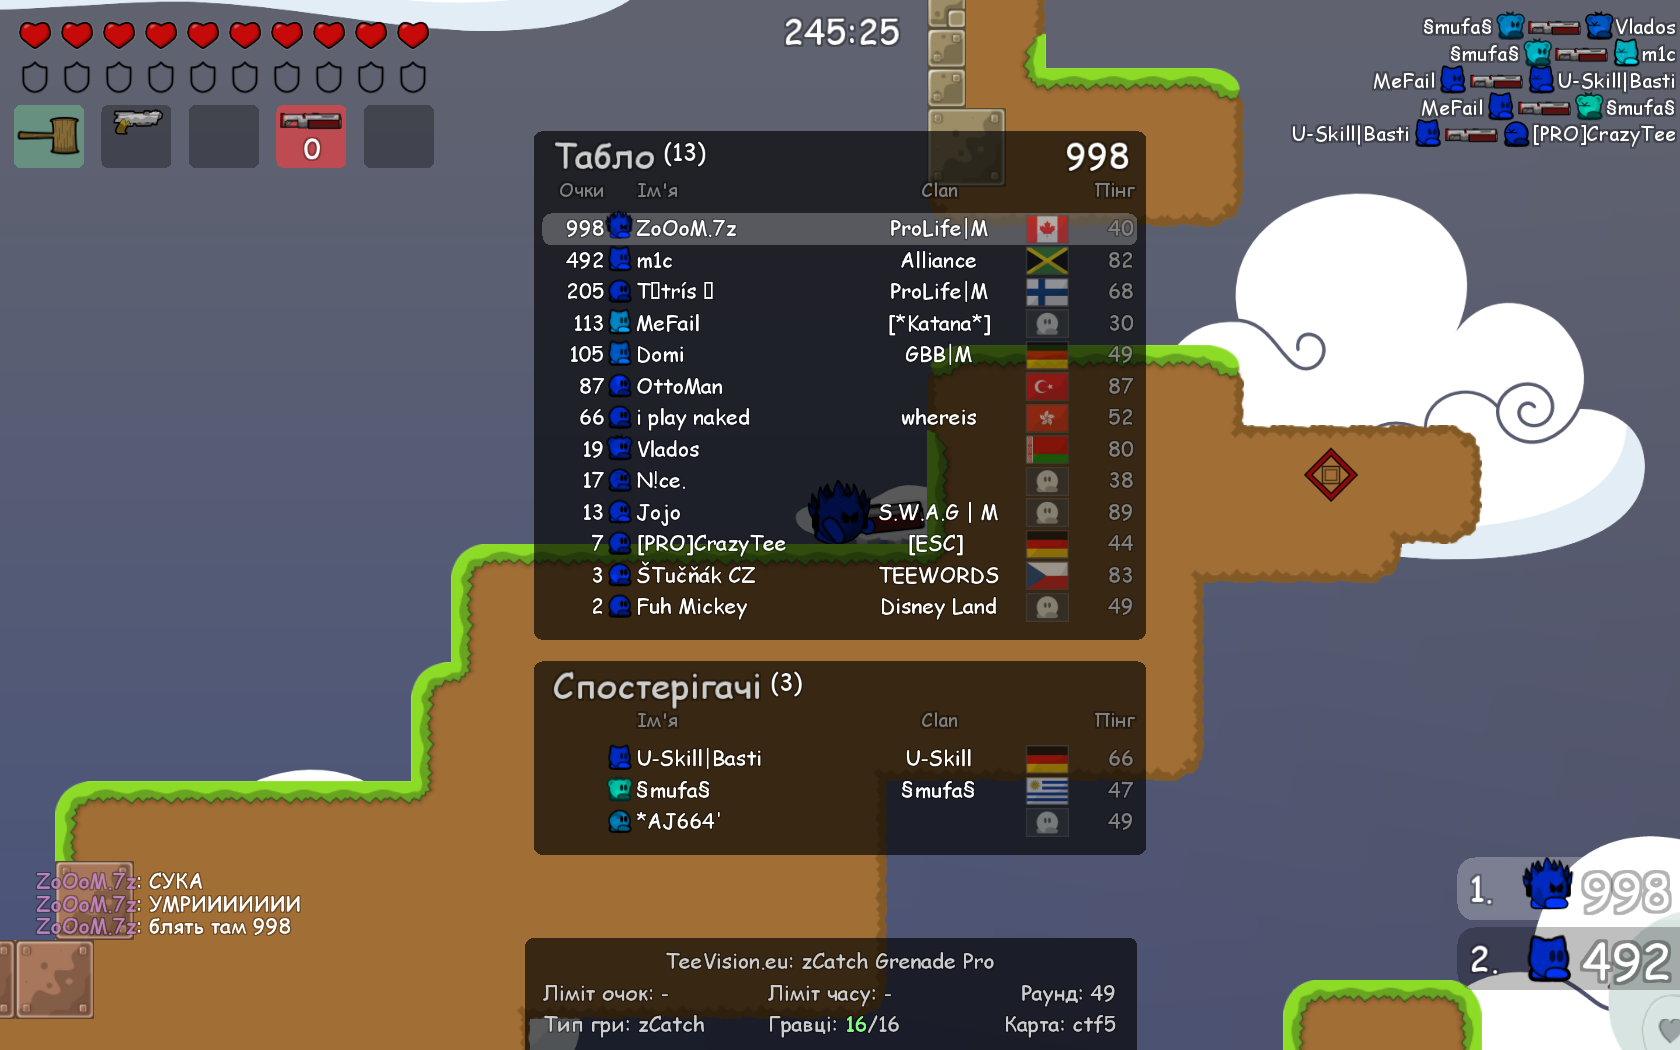 245:25
§mufa§ Vlados
§mufa§ m1c
MeFail U-Skill|Basti
MeFail §mufa§
U-Skill|Basti [PRO]CrazyTee
0
Табло (13) 998
Очки Ім'я Clan Пінг
998 ZoOoM.7z ProLife|M 40
492 m1c Alliance 82
205 T▯trís ▯ ProLife|M 68
113 MeFail [*Katana*] 30
105 Domi GBB|M 49
87 OttoMan 87
66 i play naked whereis 52
19 Vlados 80
17 N!ce. 38
13 Jojo S.W.A.G | M 89
7 [PRO]CrazyTee [ESC] 44
3 ŠTučňák CZ TEEWORDS 83
2 Fuh Mickey Disney Land 49
Спостерігачі (3)
Ім'я Clan Пінг
U-Skill|Basti U-Skill 66
§mufa§ §mufa§ 47
*AJ664' 49
ZoOoM.7z: СУКА
ZoOoM.7z: УМРИИИИИИИ
ZoOoM.7z: блять там 998
1. 998
2. 492
TeeVision.eu: zCatch Grenade Pro
Ліміт очок: - Ліміт часу: - Раунд: 49
Тип гри: zCatch Гравці: 16/16 Карта: ctf5